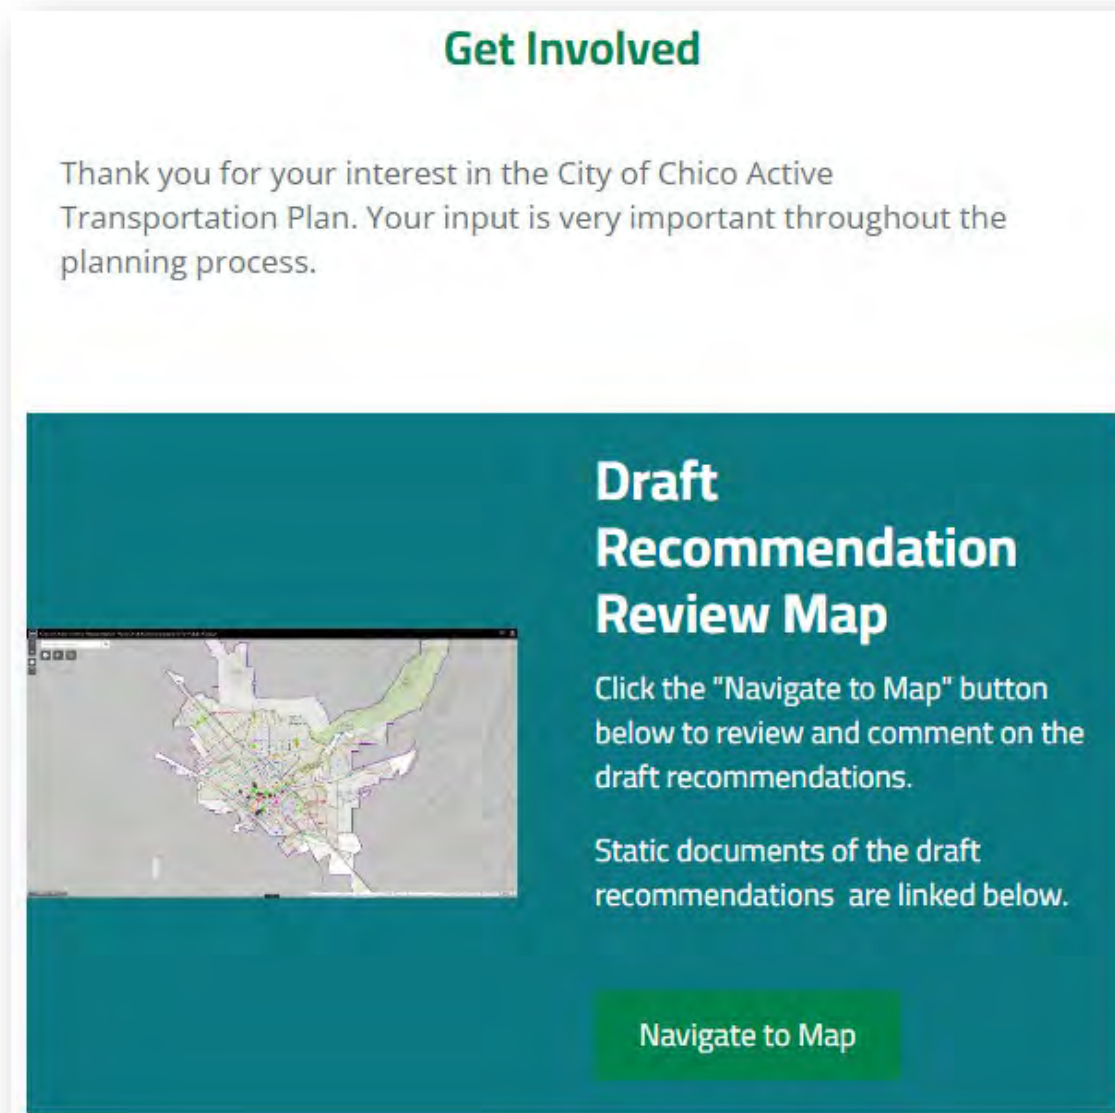 Get Involved
Thank you for your interest in the City of Chico Active
Transportation Plan. Your input is very important throughout the
planning process.
Draft
Recommendation
Review Map
Click the "Navigate to Map" button
below to review and comment on the
draft recommendations.
Static documents of the draft
recommendations  are linked below.
Navigate to Map